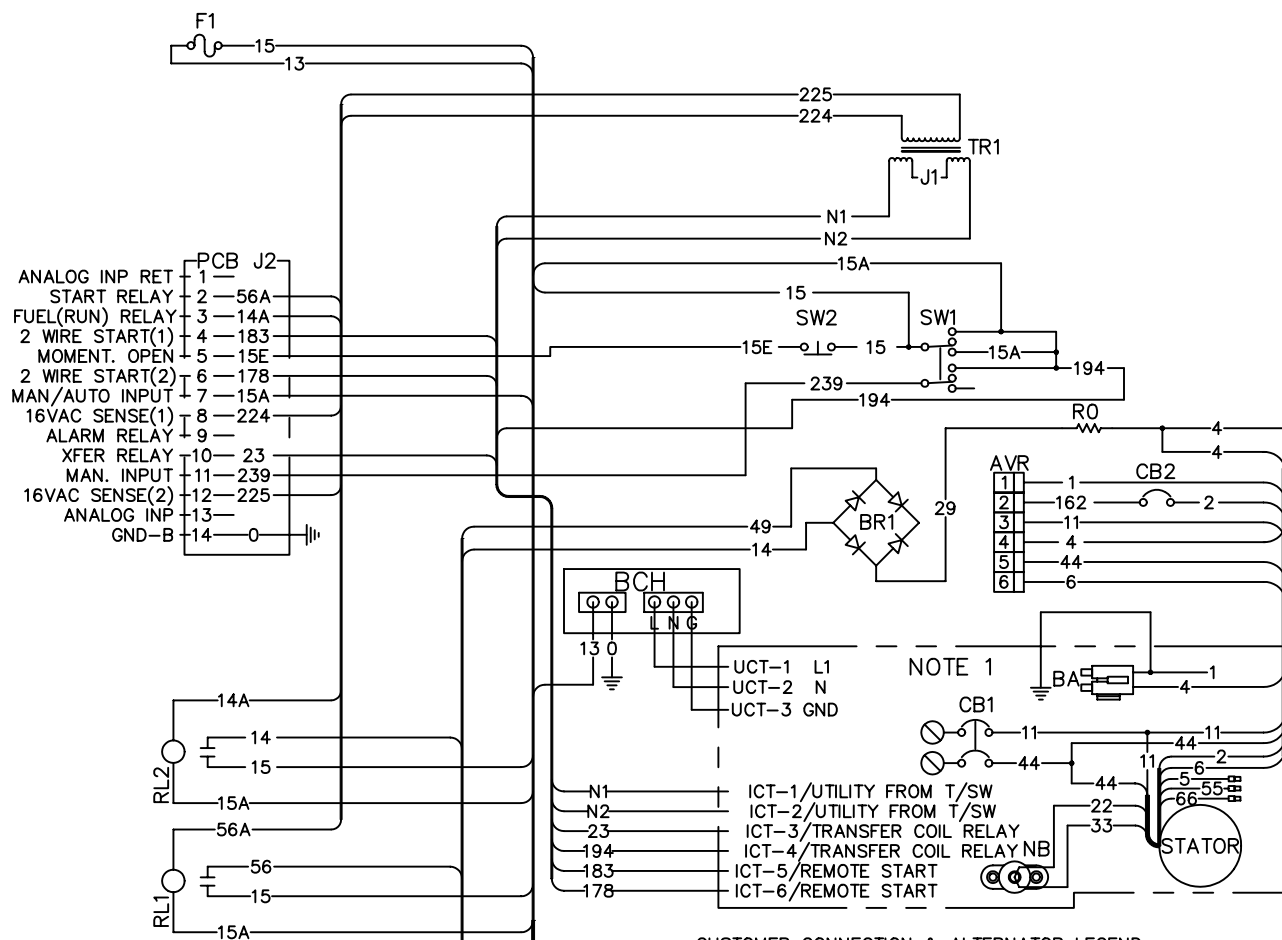 F1
15
13
225
224
TR1
J1
N1
N2
PCB J2
ANALOG INP RET 1
START RELAY 2 56A
FUEL(RUN) RELAY 3 14A
2 WIRE START(1) 4 183
MOMENT. OPEN 5 15E
2 WIRE START(2) 6 178
MAN/AUTO INPUT 7 15A
16VAC SENSE(1) 8 224
ALARM RELAY 9
XFER RELAY 10 23
MAN. INPUT 11 239
16VAC SENSE(2) 12 225
ANALOG INP 13
GND-B 14 0
15A
15
SW2
SW1
15E
15
15A
194
239
194
R0
4
4
AVR
CB2
1 1
2 162 2
3 11
4 4
5 44
6 6
49
14
BR1
29
BCH
L N G
13 0
UCT-1 L1
UCT-2 N
UCT-3 GND
NOTE 1
BA
1
4
CB1
11
11
44
44
11
44
2
6
5
55
66
22
33
STATOR
NB
14A
14
15
RL2
15A
56A
56
15
RL1
15A
N1 ICT-1/UTILITY FROM T/SW
N2 ICT-2/UTILITY FROM T/SW
23 ICT-3/TRANSFER COIL RELAY
194 ICT-4/TRANSFER COIL RELAY
183 ICT-5/REMOTE START
178 ICT-6/REMOTE START
CUSTOMER CONNECTION & ALTERNATOR LEGEND